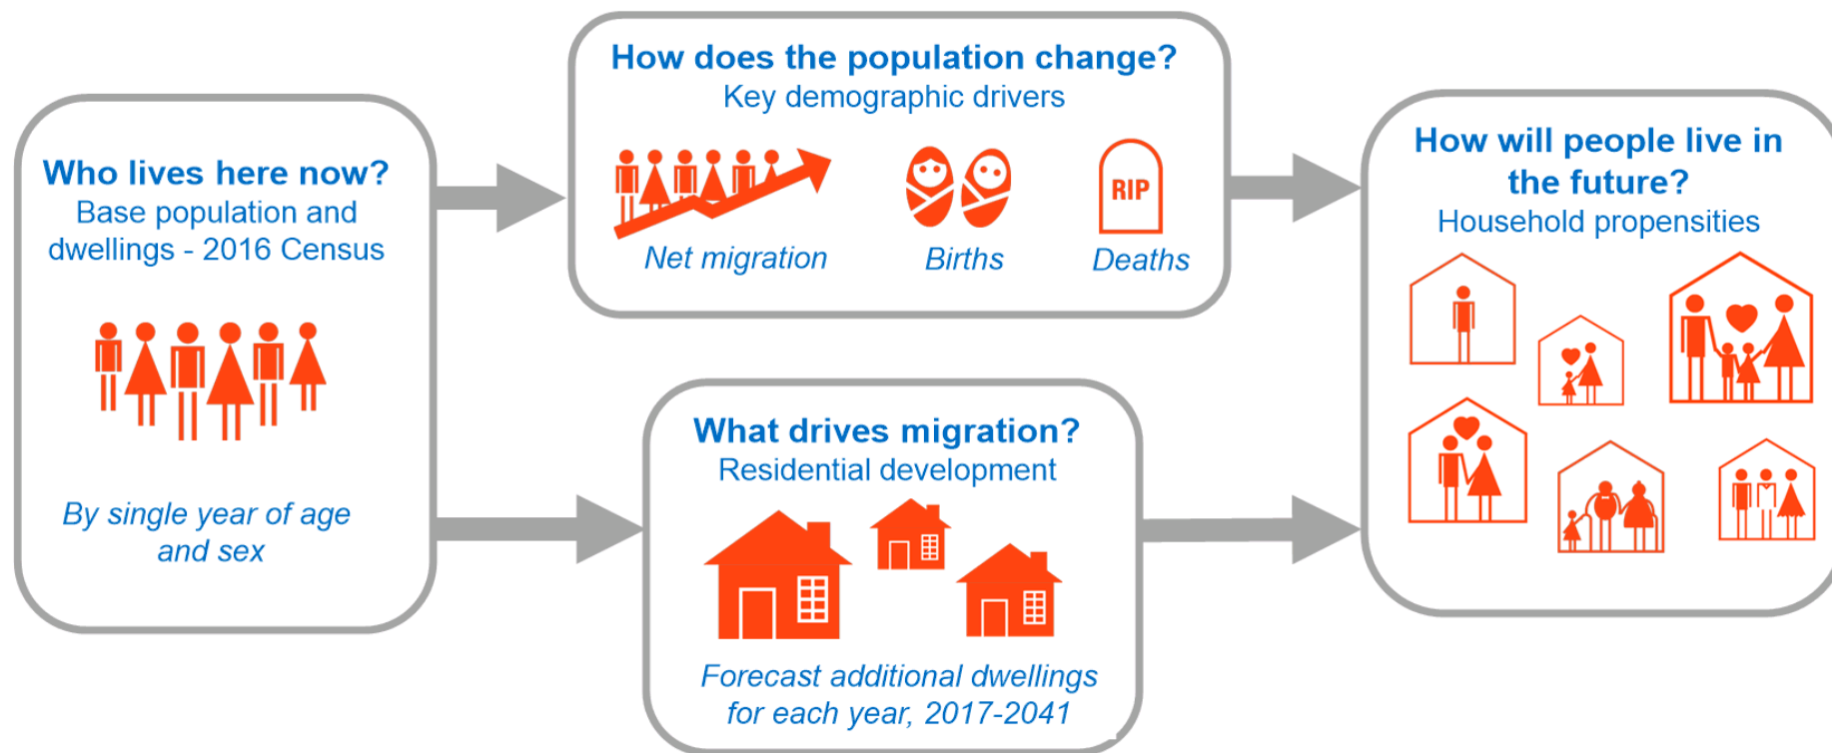 Who lives here now?
Base population and
dwellings - 2016 Census
By single year of age
and sex
How does the population change?
Key demographic drivers
RIP
Net migration
Births
Deaths
What drives migration?
Residential development
Forecast additional dwellings
for each year, 2017-2041
How will people live in
the future?
Household propensities